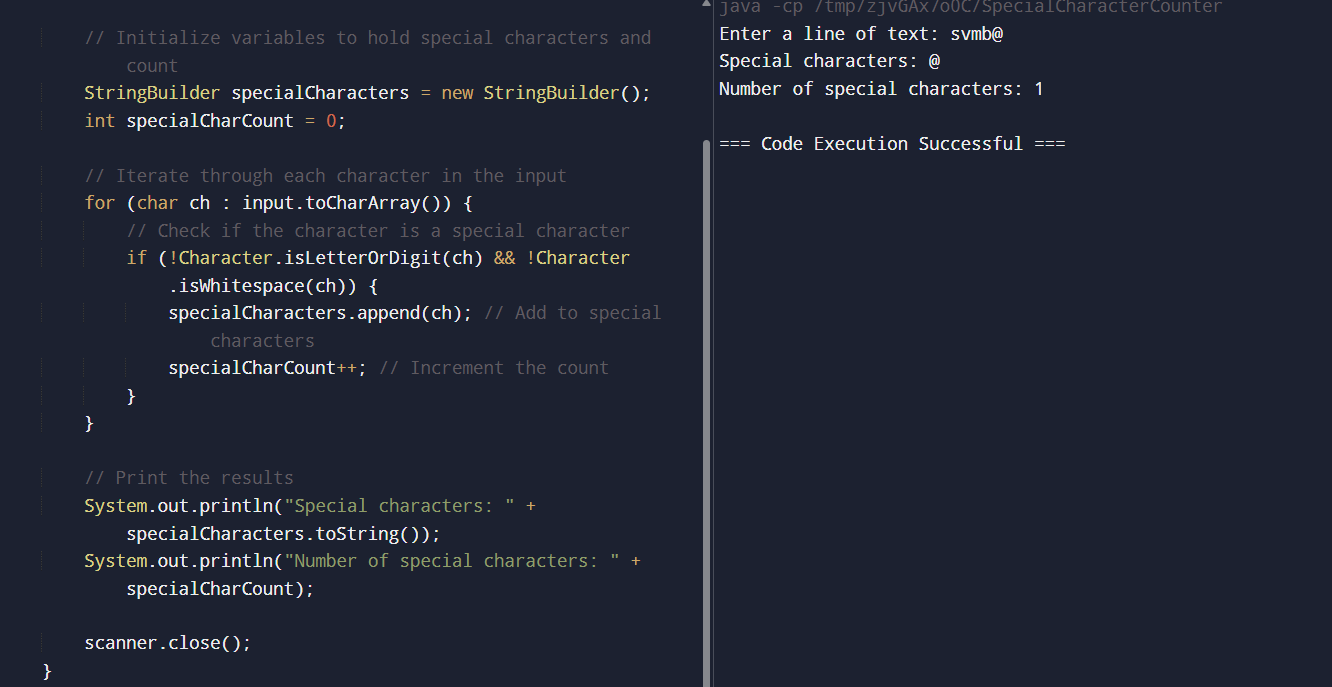 // Initialize variables to hold special characters and
count
StringBuilder specialCharacters = new StringBuilder();
int specialCharCount = 0;
// Iterate through each character in the input
for (char ch : input.toCharArray()) {
// Check if the character is a special character
if (!Character.isLetterOrDigit(ch) && !Character
.isWhitespace(ch)) {
specialCharacters.append(ch); // Add to special
characters
specialCharCount++; // Increment the count
}
}
// Print the results
System.out.println("Special characters: " +
specialCharacters.toString());
System.out.println("Number of special characters: " +
specialCharCount);
scanner.close();
}
java -cp /tmp/zjvGAx7oOC/SpecialCharacterCounter
Enter a line of text: svmb@
Special characters: @
Number of special characters: 1
=== Code Execution Successful ===